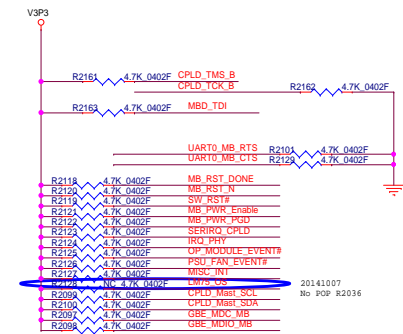 V3P3
R2161 4.7K_0402F CPLD_TMS_B
CPLD_TCK_B R2162 4.7K_0402F
R2163 4.7K_0402F MBD_TDI
UART0_MB_RTS R2101 4.7K_0402F
UART0_MB_CTS R2129 4.7K_0402F
R2118 4.7K_0402F MB_RST_DONE
R2120 4.7K_0402F MB_RST_N
R2119 4.7K_0402F SW_RST#
R2121 4.7K_0402F MB_PWR_Enable
R2122 4.7K_0402F MB_PWR_PGD
R2123 4.7K_0402F SERIRQ_CPLD
R2124 4.7K_0402F IRQ_PHY
R2125 4.7K_0402F OP_MODULE_EVENT#
R2126 4.7K_0402F PSU_FAN_EVENT#
R2127 4.7K_0402F MISC_INT
R2128 NC_4.7K_0402F LM75_OS 20141007
R2099 4.7K_0402F CPLD_Mast_SCL No POP R2036
R2100 4.7K_0402F CPLD_Mast_SDA
R2097 4.7K_0402F GBE_MDC_MB
R2098 4.7K_0402F GBE_MDIO_MB